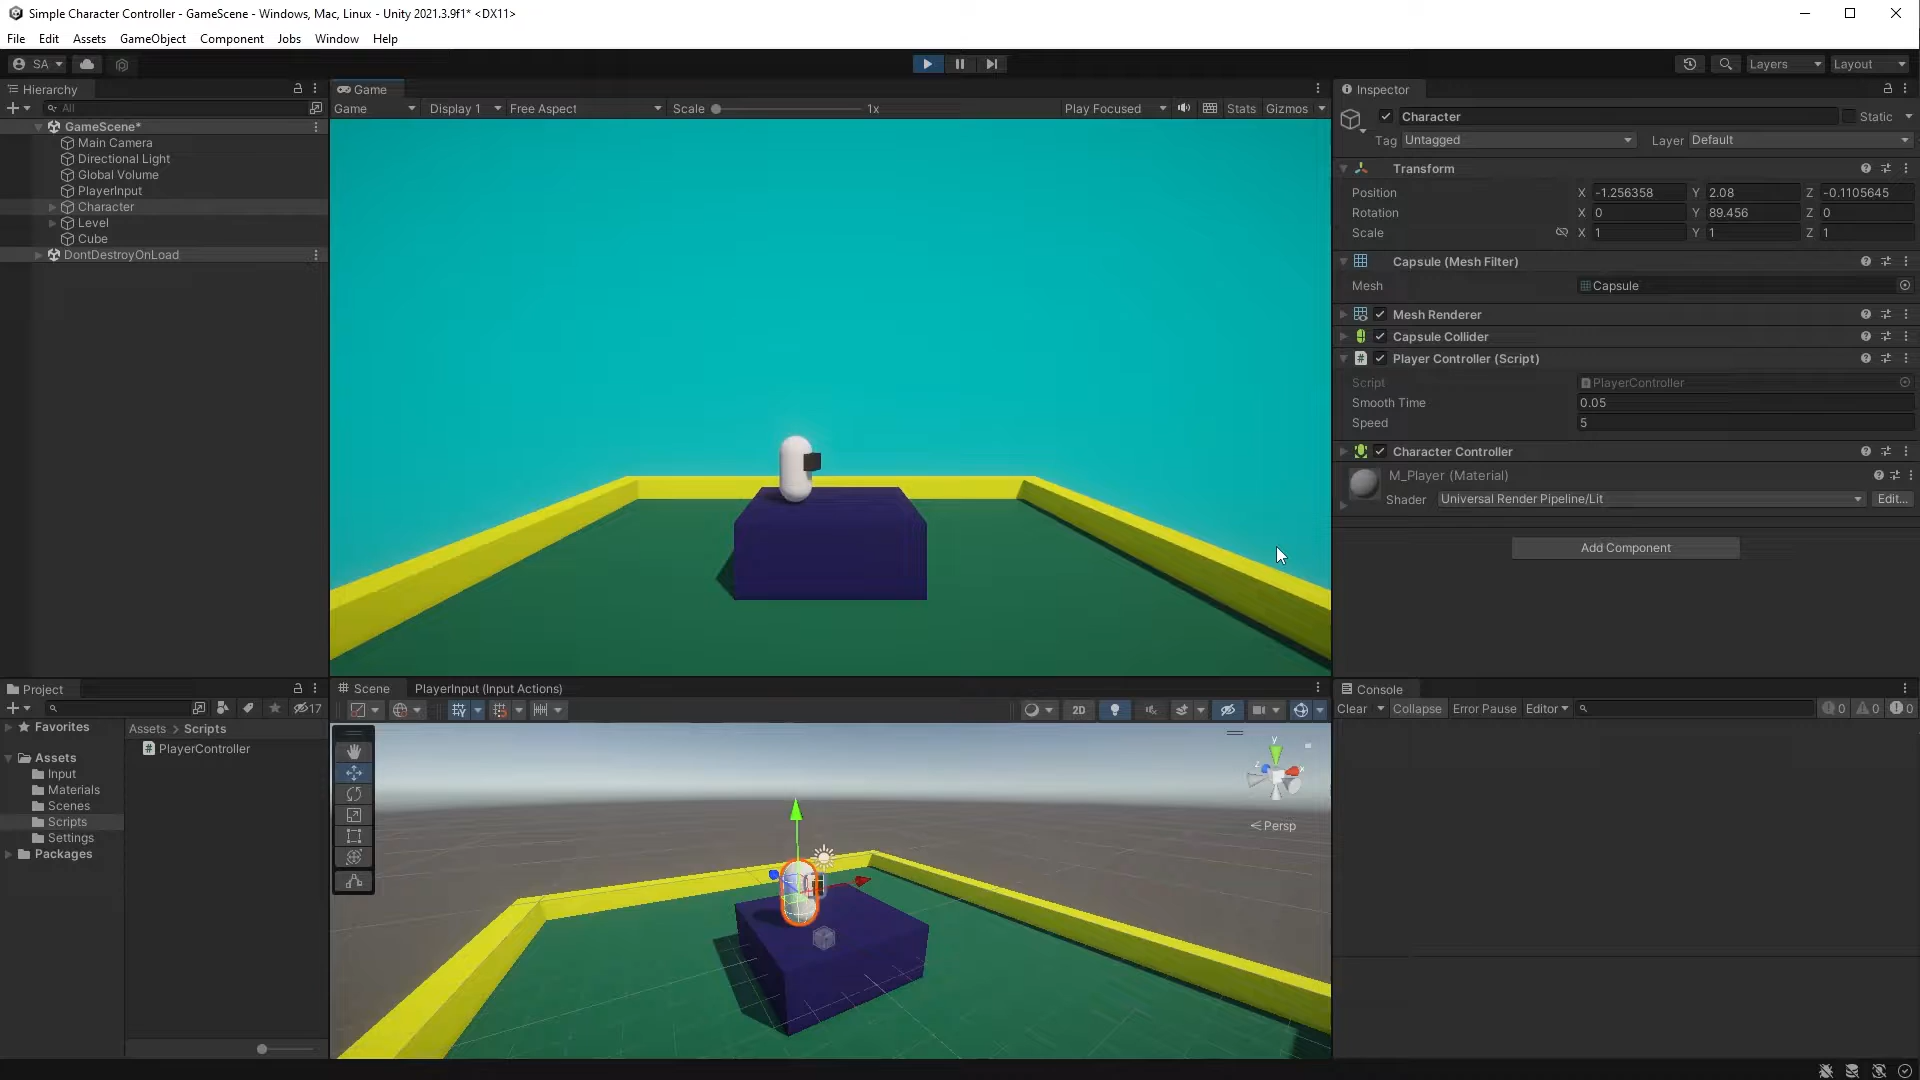 Simple Character Controller - GameScene - Windows, Mac, Linux - Unity 2021.3.9f1* <DX11>
File Edit Assets GameObject Component Jobs Window Help
SA Layers Layout
Hierarchy
All
GameScene*
Main Camera
Directional Light
Global Volume
PlayerInput
Character
Level
Cube
DontDestroyOnLoad
Game
Game Display 1 Free Aspect Scale 1x Play Focused Stats Gizmos
Inspector
Character Static
Tag Untagged Layer Default
Transform
Position X -1.256358 Y 2.08 Z -0.1105645
Rotation X 0 Y 89.456 Z 0
Scale X 1 Y 1 Z 1
Capsule (Mesh Filter)
Mesh Capsule
Mesh Renderer
Capsule Collider
# Player Controller (Script)
Script PlayerController
Smooth Time 0.05
Speed 5
Character Controller
M_Player (Material)
Shader Universal Render Pipeline/Lit Edit...
Add Component
Project
17
Favorites
Assets
Input
Materials
Scenes
Scripts
Settings
Packages
Assets > Scripts
# PlayerController
# Scene PlayerInput (Input Actions)
2D
y
x
z
< Persp
Console
Clear Collapse Error Pause Editor 0 0 0